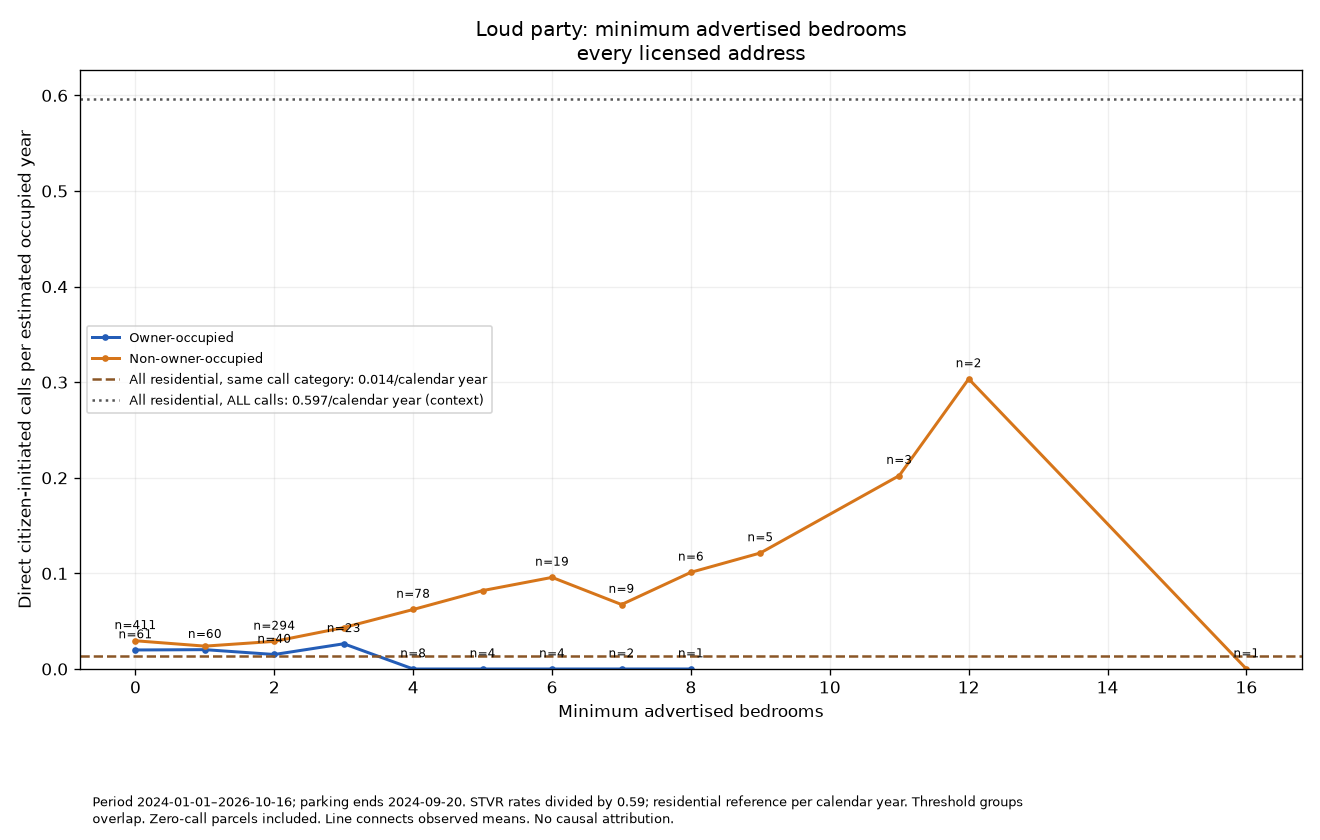 Loud party: minimum advertised bedrooms
every licensed address
Direct citizen-initiated calls per estimated occupied year
0.6
0.5
0.4
0.3
0.2
0.1
0.0
Owner-occupied
Non-owner-occupied
All residential, same call category: 0.014/calendar year
All residential, ALL calls: 0.597/calendar year (context)
n=411
n=61
n=60
n=294
n=40
n=23
n=78
n=8
n=4
n=19
n=4
n=9
n=2
n=6
n=1
n=5
n=3
n=2
n=1
0 2 4 6 8 10 12 14 16
Minimum advertised bedrooms
Period 2024-01-01–2026-10-16; parking ends 2024-09-20. STVR rates divided by 0.59; residential reference per calendar year. Threshold groups
overlap. Zero-call parcels included. Line connects observed means. No causal attribution.